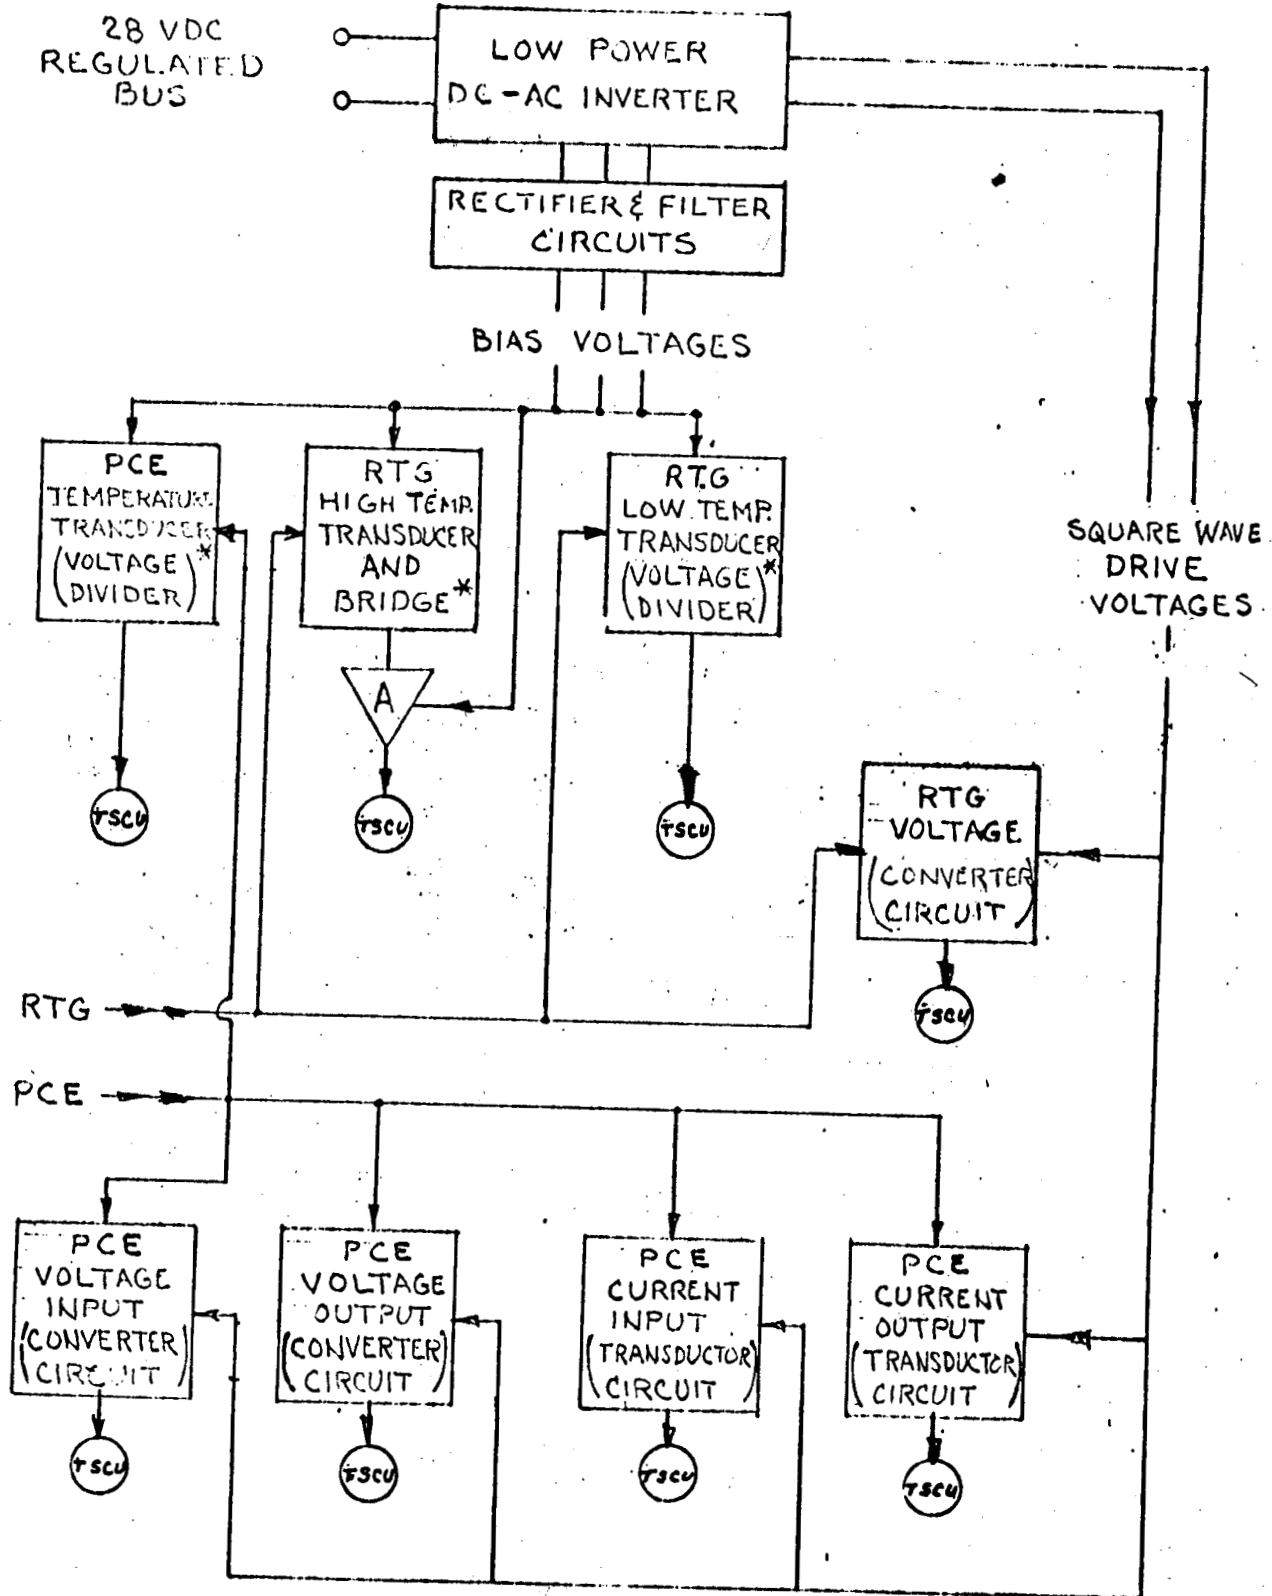 28 VDC
REGULATED
BUS
LOW POWER
DC-AC INVERTER
RECTIFIER & FILTER
CIRCUITS
BIAS VOLTAGES
PCE
TEMPERATURE
TRANSDUCER
(VOLTAGE
DIVIDER)*
RTG
HIGH TEMP.
TRANSDUCER
AND
BRIDGE*
RTG
LOW TEMP.
TRANSDUCER
(VOLTAGE
DIVIDER)*
SQUARE WAVE
DRIVE
VOLTAGES
A
TSCU
TSCU
TSCU
RTG
VOLTAGE
(CONVERTER
CIRCUIT)
TSCU
RTG
PCE
PCE
VOLTAGE
INPUT
(CONVERTER
CIRCUIT)
PCE
VOLTAGE
OUTPUT
(CONVERTER
CIRCUIT)
PCE
CURRENT
INPUT
(TRANSDUCTOR
CIRCUIT)
PCE
CURRENT
OUTPUT
(TRANSDUCTOR
CIRCUIT)
TSCU
TSCU
TSCU
TSCU